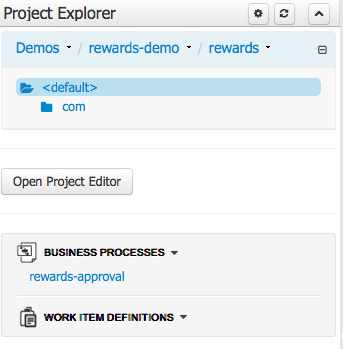 Project Explorer
Demos / rewards-demo / rewards
<default>
com
Open Project Editor
BUSINESS PROCESSES
rewards-approval
WORK ITEM DEFINITIONS